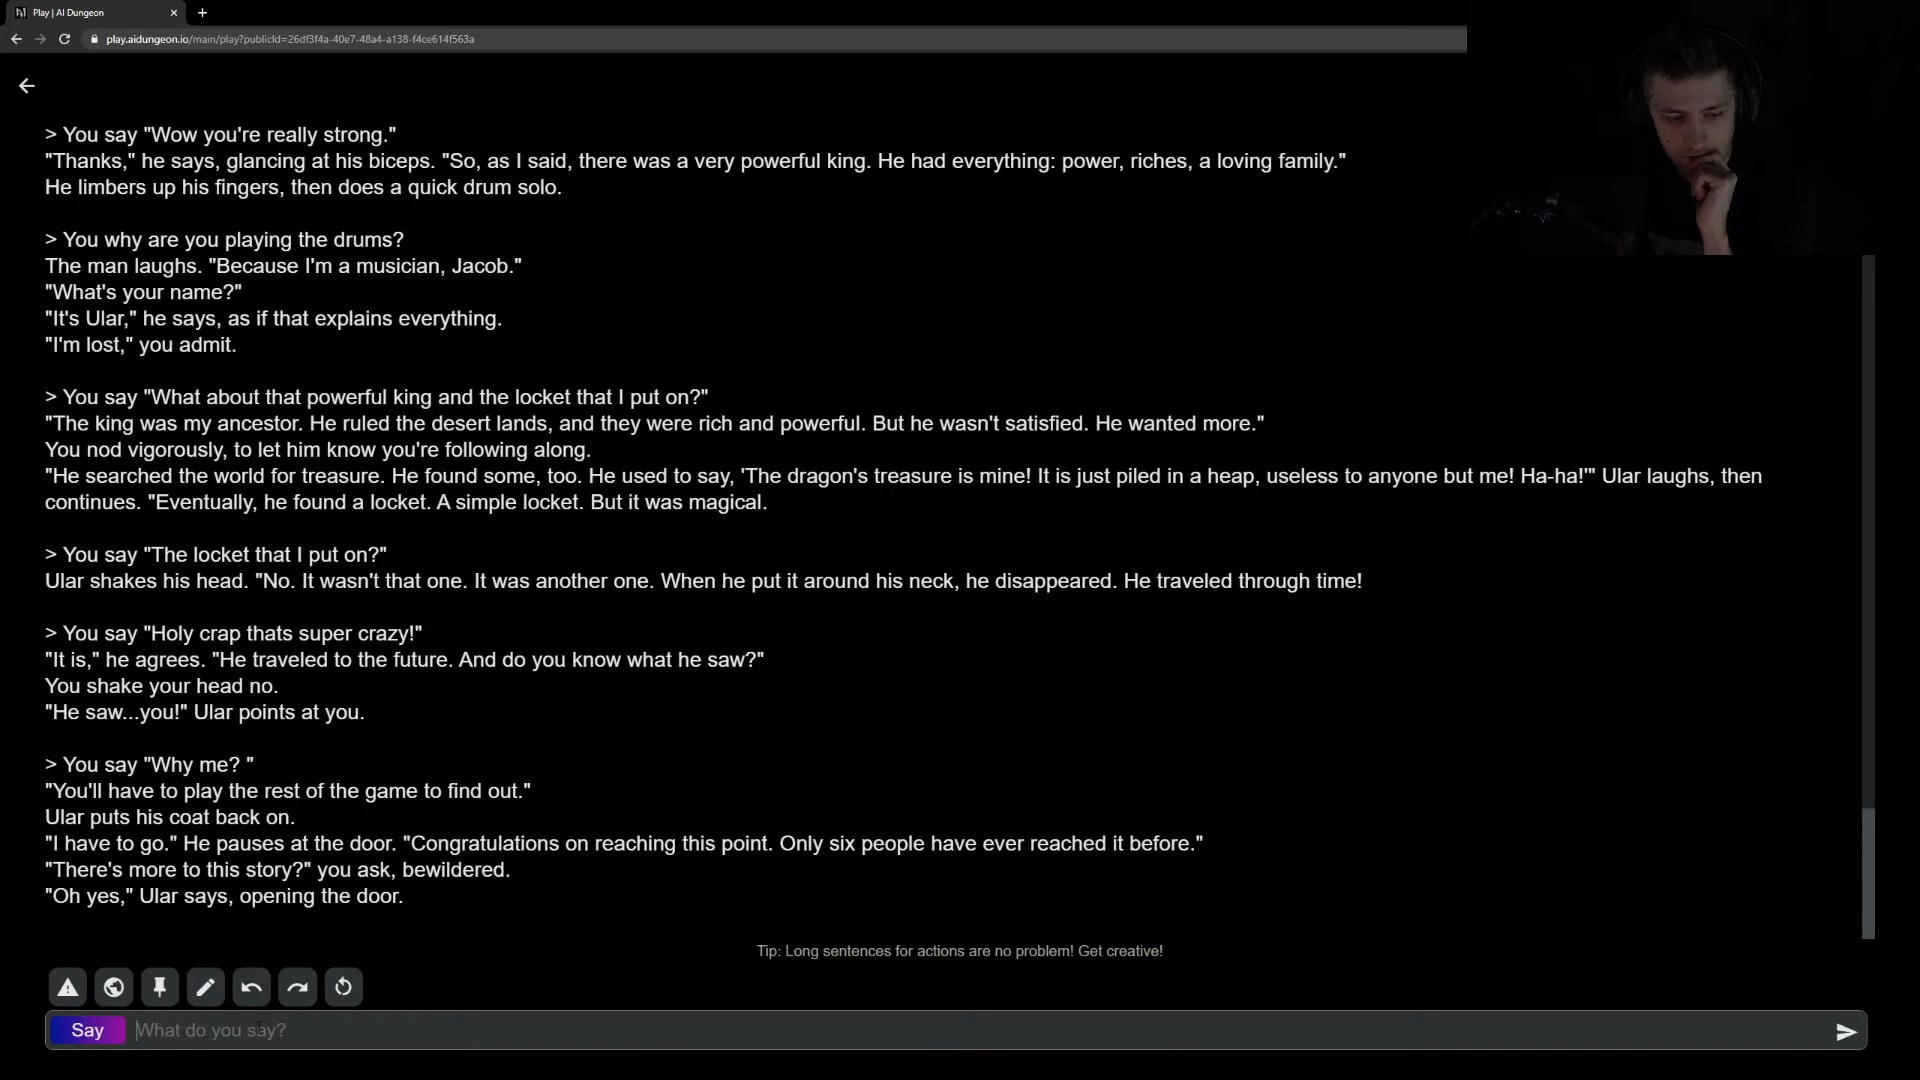 Play | AI Dungeon
play.aidungeon.io/main/play?publicId=26df3f4a-40e7-48a4-a138-f4ce614f563a
> You say "Wow you're really strong."
"Thanks," he says, glancing at his biceps. "So, as I said, there was a very powerful king. He had everything: power, riches, a loving family."
He limbers up his fingers, then does a quick drum solo.
> You why are you playing the drums?
The man laughs. "Because I'm a musician, Jacob."
"What's your name?"
"It's Ular," he says, as if that explains everything.
"I'm lost," you admit.
> You say "What about that powerful king and the locket that I put on?"
"The king was my ancestor. He ruled the desert lands, and they were rich and powerful. But he wasn't satisfied. He wanted more."
You nod vigorously, to let him know you're following along.
"He searched the world for treasure. He found some, too. He used to say, 'The dragon's treasure is mine! It is just piled in a heap, useless to anyone but me! Ha-ha!'" Ular laughs, then
continues. "Eventually, he found a locket. A simple locket. But it was magical.
> You say "The locket that I put on?"
Ular shakes his head. "No. It wasn't that one. It was another one. When he put it around his neck, he disappeared. He traveled through time!
> You say "Holy crap thats super crazy!"
"It is," he agrees. "He traveled to the future. And do you know what he saw?"
You shake your head no.
"He saw...you!" Ular points at you.
> You say "Why me? "
"You'll have to play the rest of the game to find out."
Ular puts his coat back on.
"I have to go." He pauses at the door. "Congratulations on reaching this point. Only six people have ever reached it before."
"There's more to this story?" you ask, bewildered.
"Oh yes," Ular says, opening the door.
Tip: Long sentences for actions are no problem! Get creative!
Say What do you say?